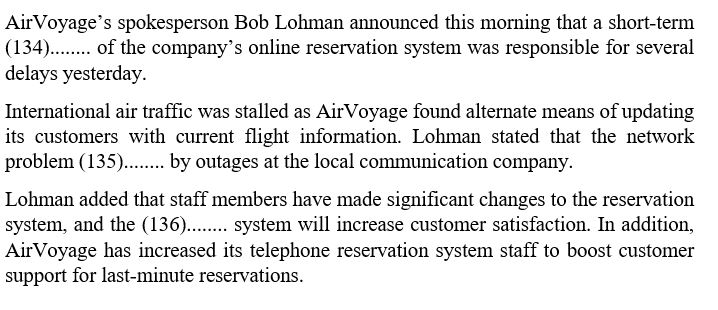 AirVoyage’s spokesperson Bob Lohman announced this morning that a short-term
(134)........ of the company’s online reservation system was responsible for several
delays yesterday.
International air traffic was stalled as AirVoyage found alternate means of updating
its customers with current flight information. Lohman stated that the network
problem (135)........ by outages at the local communication company.
Lohman added that staff members have made significant changes to the reservation
system, and the (136)........ system will increase customer satisfaction. In addition,
AirVoyage has increased its telephone reservation system staff to boost customer
support for last-minute reservations.